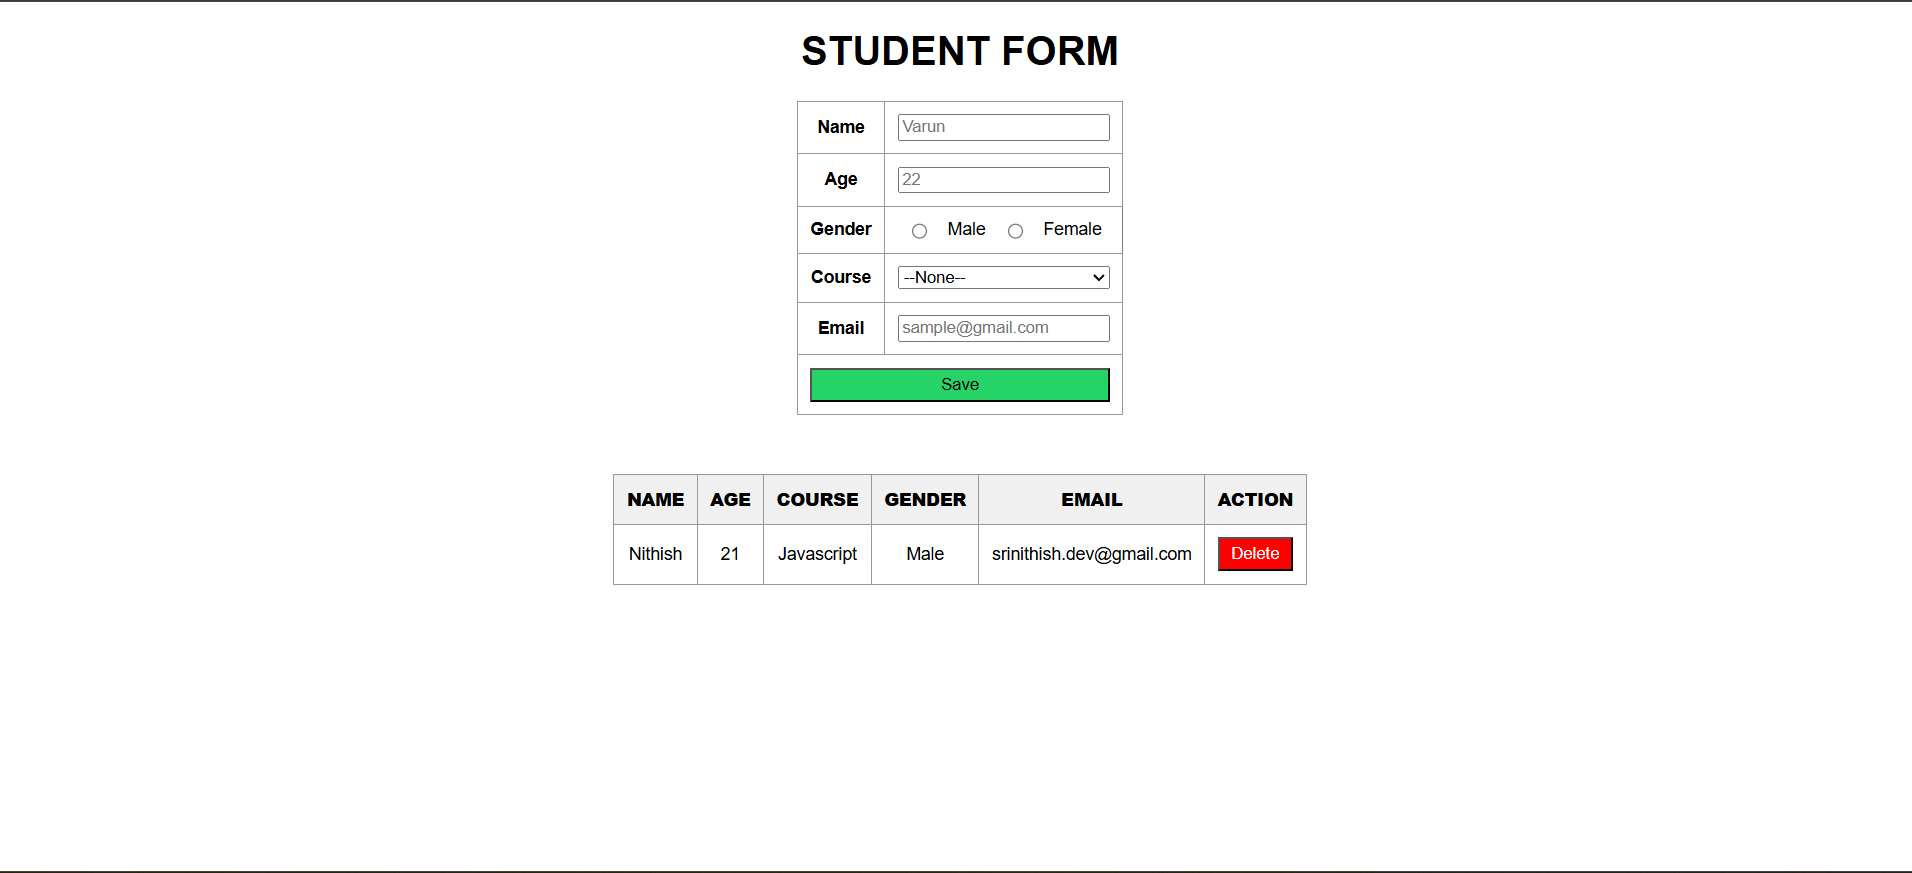 STUDENT FORM
Name Varun
Age 22
Gender Male Female
Course --None--
Email sample@gmail.com
Save
NAME AGE COURSE GENDER EMAIL ACTION
Nithish 21 Javascript Male srinithish.dev@gmail.com Delete